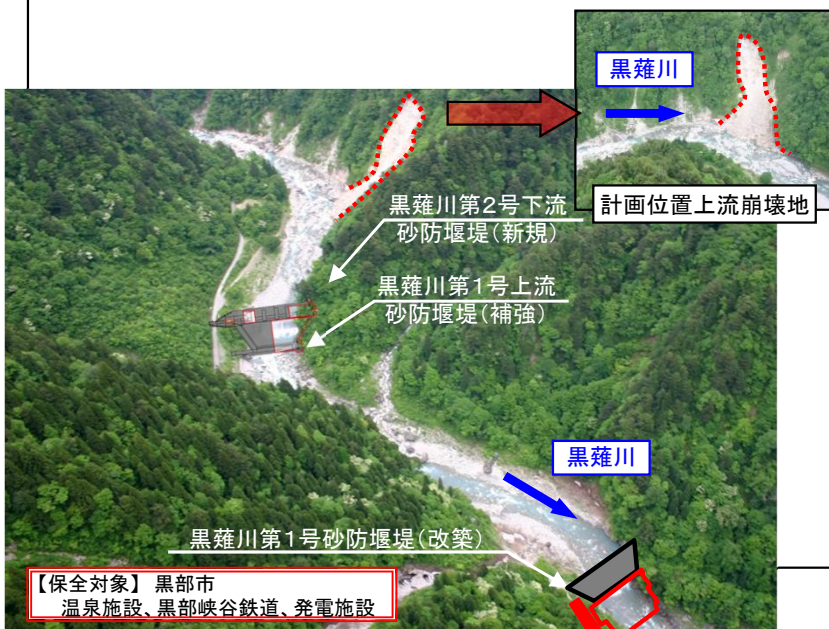 黒薙川
計画位置上流崩壊地
黒薙川第2号下流
砂防堰堤(新規)
黒薙川第1号上流
砂防堰堤(補強)
黒薙川
黒薙川第1号砂防堰堤(改築)
【保全対象】 黒部市
温泉施設、黒部峡谷鉄道、発電施設